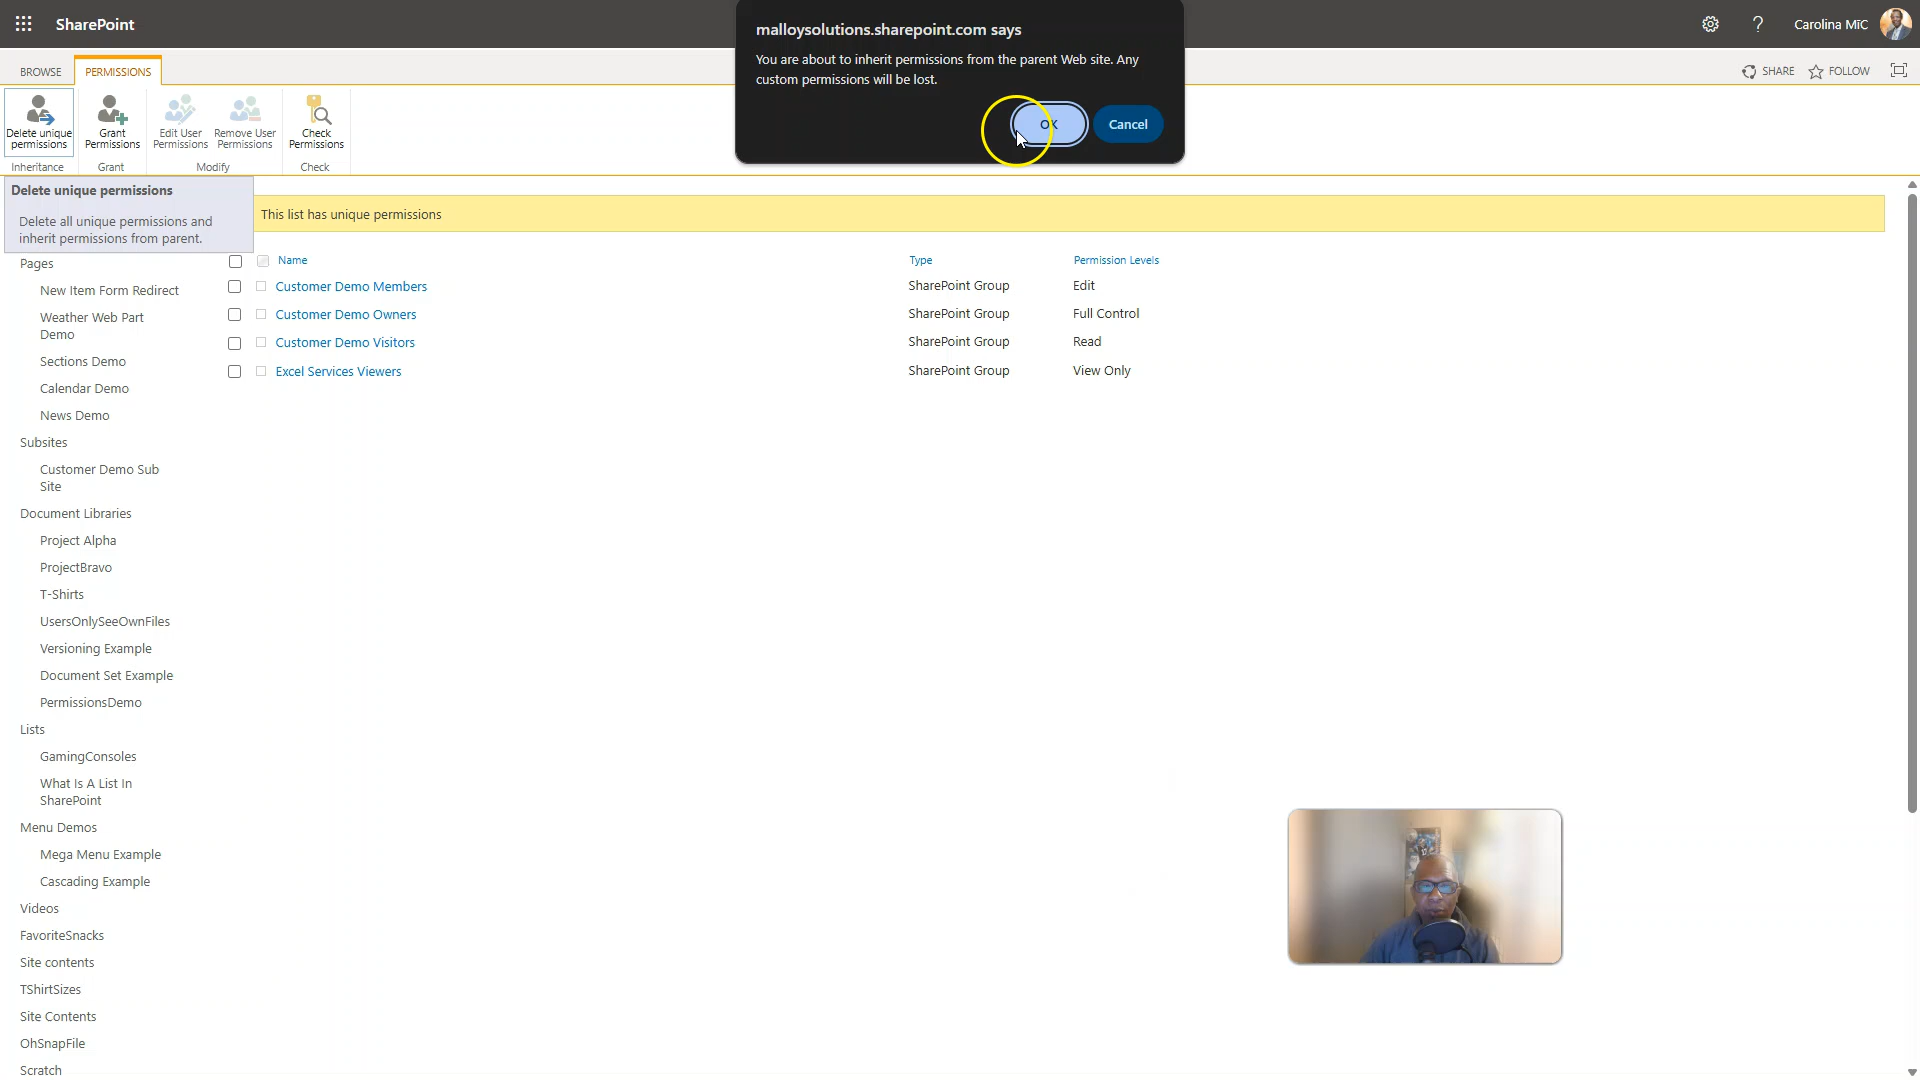 SharePoint
Carolina MiC
malloysolutions.sharepoint.com says
You are about to inherit permissions from the parent Web site. Any
custom permissions will be lost.
OK
Cancel
BROWSE
PERMISSIONS
SHARE
FOLLOW
Delete unique
permissions
Grant
Permissions
Edit User
Permissions
Remove User
Permissions
Check
Permissions
Inheritance
Grant
Modify
Check
Delete unique permissions
Delete all unique permissions and
inherit permissions from parent.
This list has unique permissions
Name
Type
Permission Levels
Customer Demo Members
SharePoint Group
Edit
Customer Demo Owners
SharePoint Group
Full Control
Customer Demo Visitors
SharePoint Group
Read
Excel Services Viewers
SharePoint Group
View Only
Pages
New Item Form Redirect
Weather Web Part
Demo
Sections Demo
Calendar Demo
News Demo
Subsites
Customer Demo Sub
Site
Document Libraries
Project Alpha
ProjectBravo
T-Shirts
UsersOnlySeeOwnFiles
Versioning Example
Document Set Example
PermissionsDemo
Lists
GamingConsoles
What Is A List In
SharePoint
Menu Demos
Mega Menu Example
Cascading Example
Videos
FavoriteSnacks
Site contents
TShirtSizes
Site Contents
OhSnapFile
Scratch